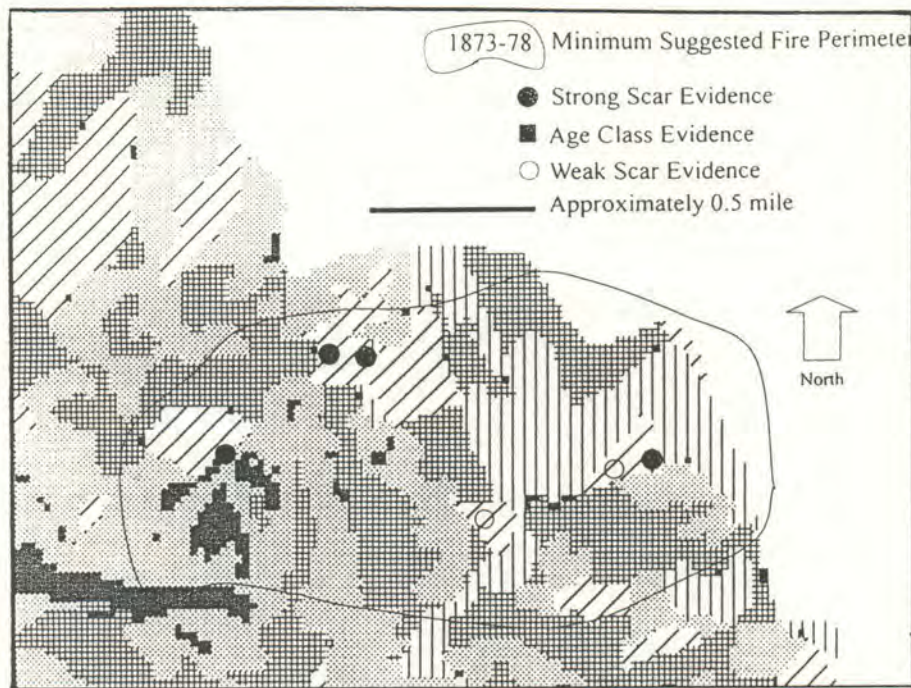 1873-78 Minimum Suggested Fire Perimeter
Strong Scar Evidence
Age Class Evidence
Weak Scar Evidence
Approximately 0.5 mile
North